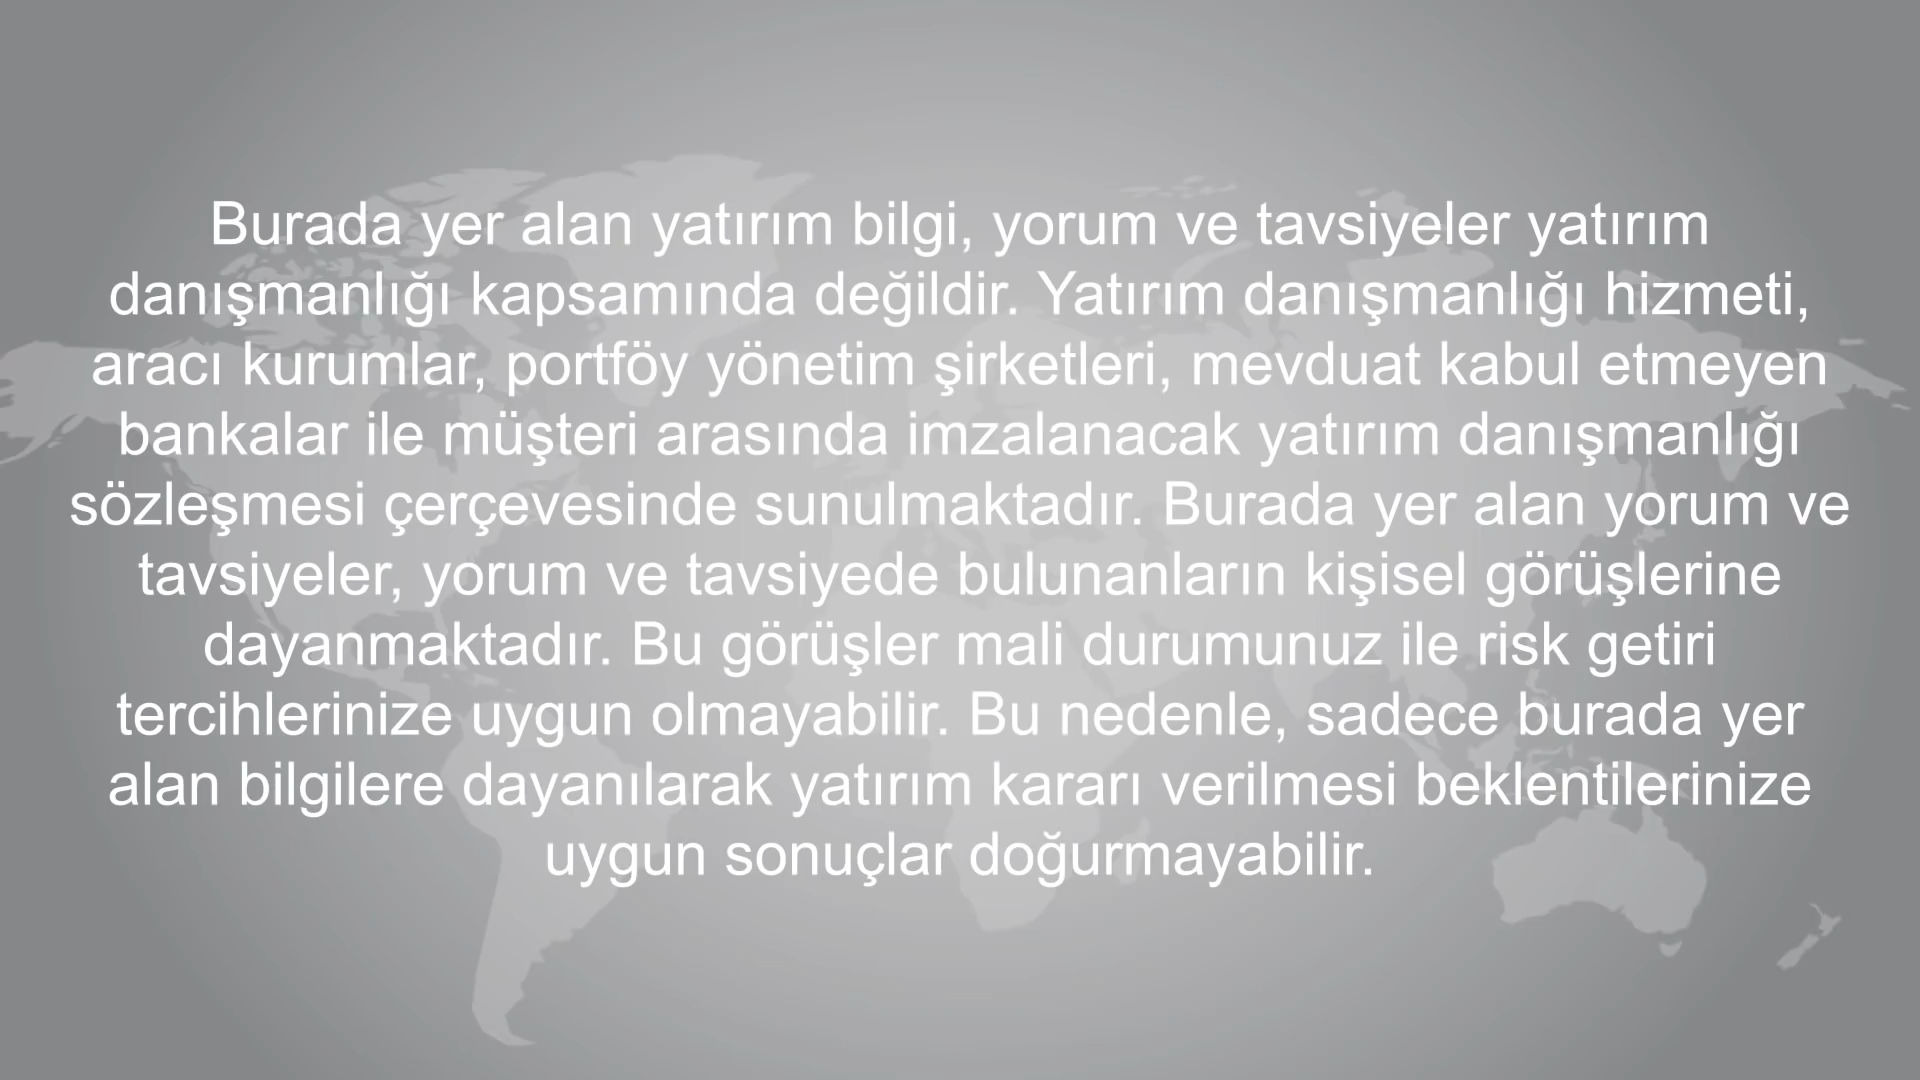 Burada yer alan yatırım bilgi, yorum ve tavsiyeler yatırım
danışmanlığı kapsamında değildir. Yatırım danışmanlığı hizmeti,
aracı kurumlar, portföy yönetim şirketleri, mevduat kabul etmeyen
bankalar ile müşteri arasında imzalanacak yatırım danışmanlığı
sözleşmesi çerçevesinde sunulmaktadır. Burada yer alan yorum ve
tavsiyeler, yorum ve tavsiyede bulunanların kişisel görüşlerine
dayanmaktadır. Bu görüşler mali durumunuz ile risk getiri
tercihlerinize uygun olmayabilir. Bu nedenle, sadece burada yer
alan bilgilere dayanılarak yatırım kararı verilmesi beklentilerinize
uygun sonuçlar doğurmayabilir.